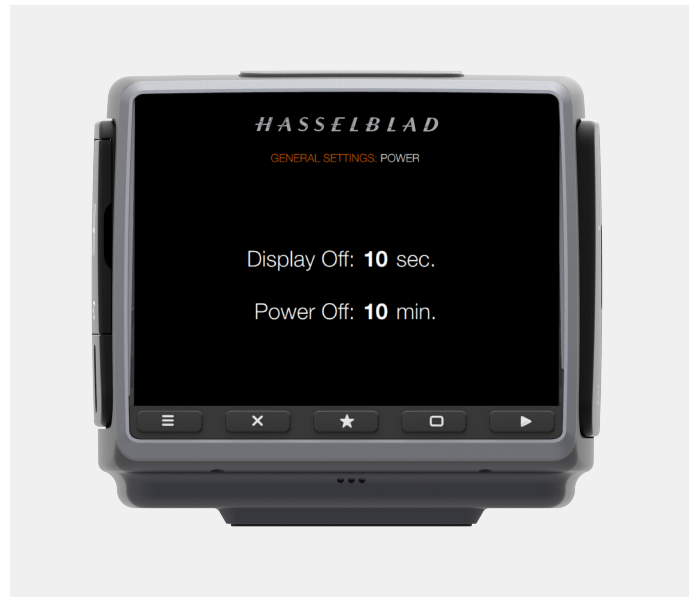 HASSELBLAD
GENERAL SETTINGS: POWER
Display Off: 10 sec.
Power Off: 10 min.